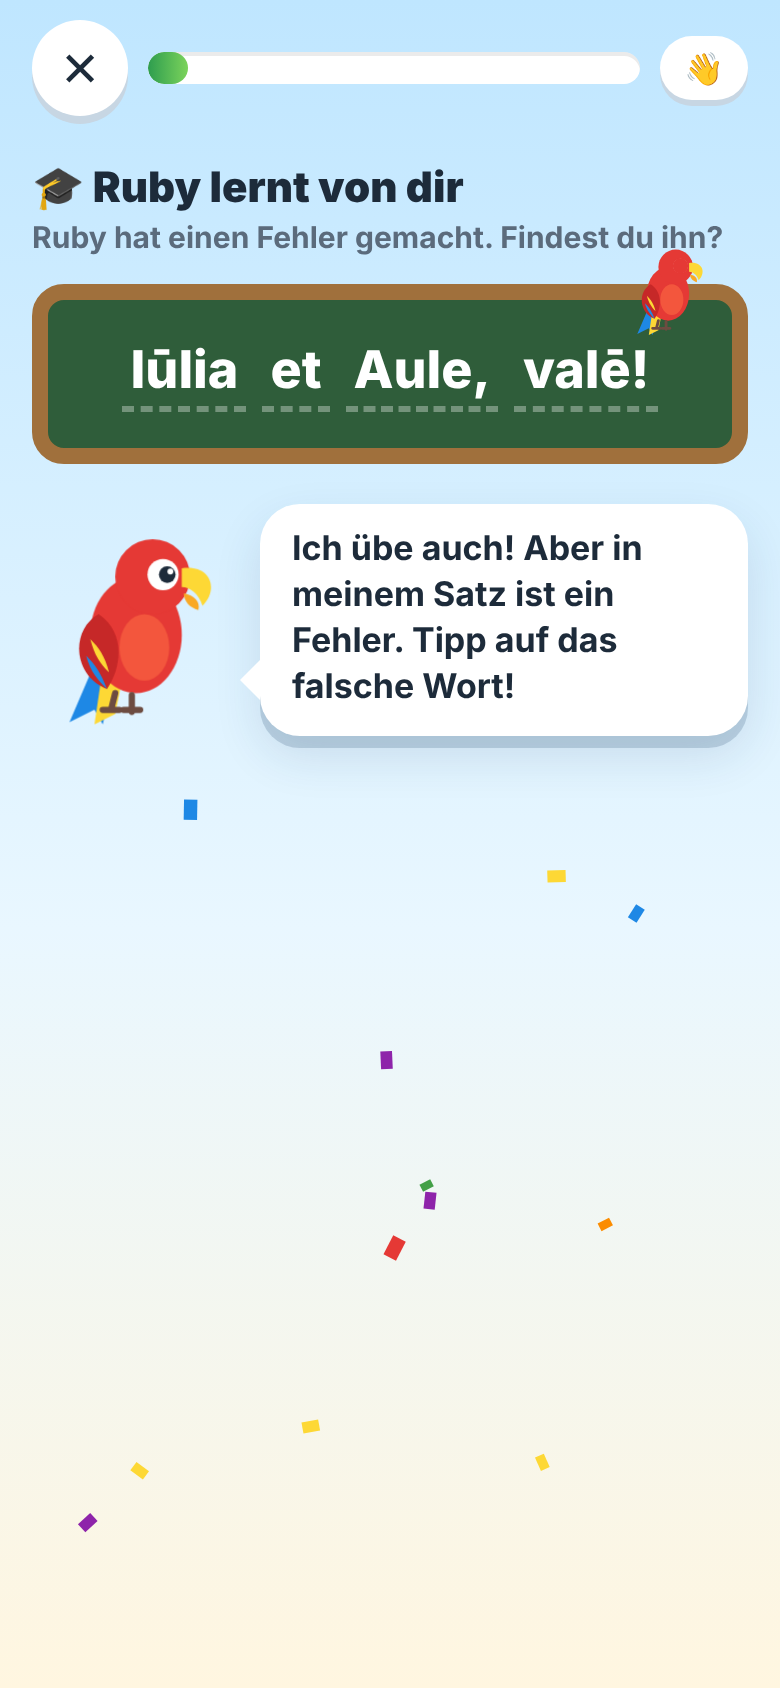 🎓 Ruby lernt von dir
Ruby hat einen Fehler gemacht. Findest du ihn?
Iūlia et Aule, valē!
Ich übe auch! Aber in
meinem Satz ist ein
Fehler. Tipp auf das
falsche Wort!